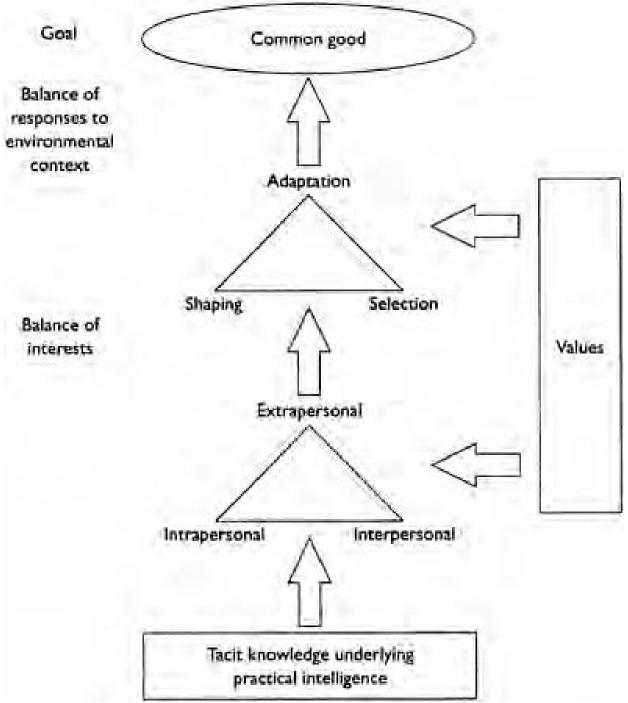 Goal
Common good
Balance of
responses to
environmental
context
Adaptation
Shaping
Selection
Balance of
interests
Values
Extrapersonal
Intrapersonal
Interpersonal
Tacit knowledge underlying
practical intelligence